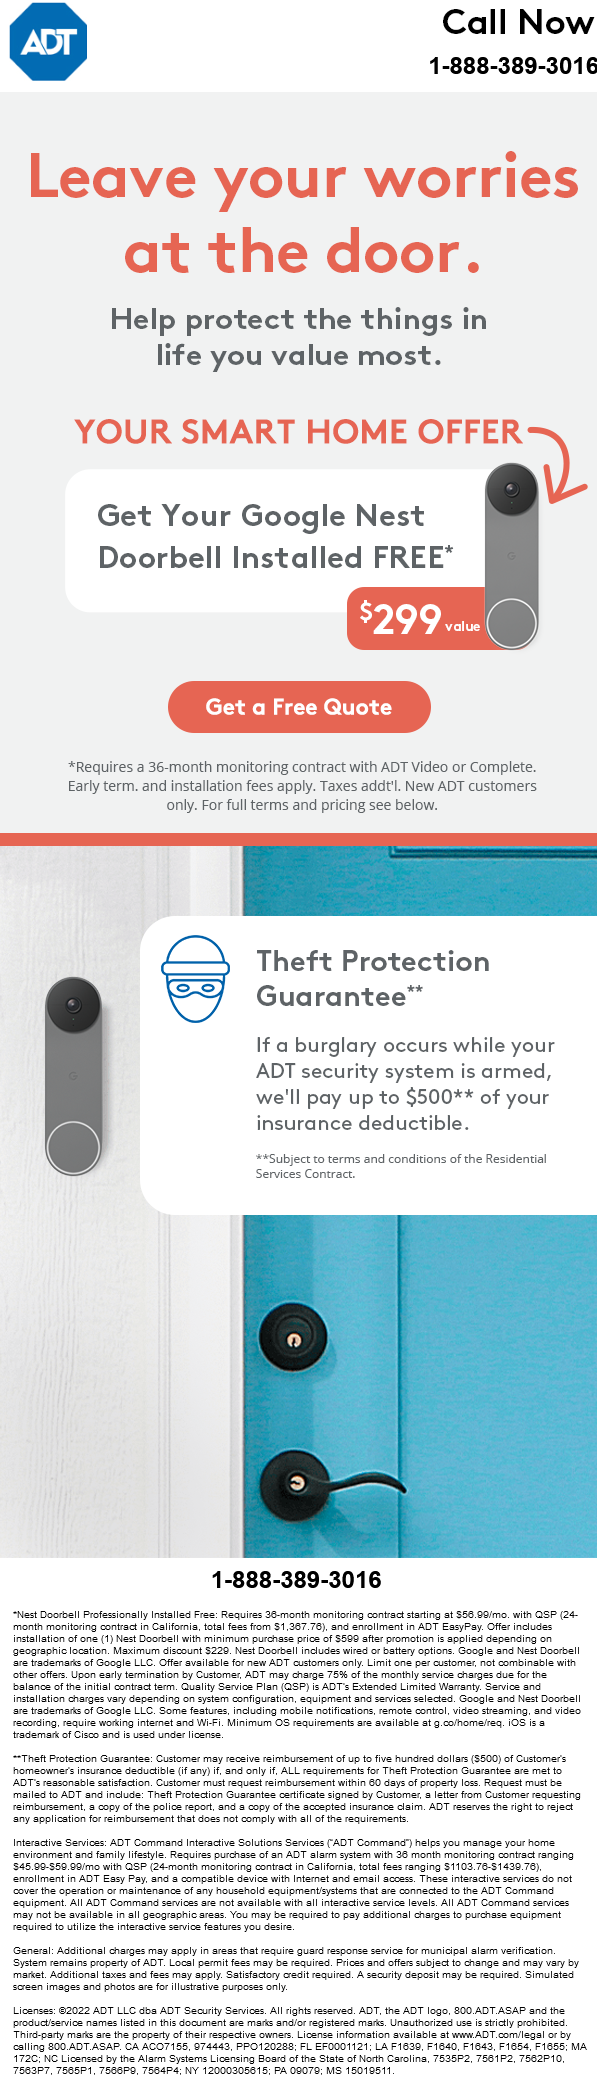 ADT
Call Now
1-888-389-3016
Leave your worries
at the door.
Help protect the things in
life you value most.
YOUR SMART HOME OFFER
Get Your Google Nest
Doorbell Installed FREE*
$299 value
Get a Free Quote
*Requires a 36-month monitoring contract with ADT Video or Complete.
Early term. and installation fees apply. Taxes addt'l. New ADT customers
only. For full terms and pricing see below.
Theft Protection
Guarantee**
If a burglary occurs while your
ADT security system is armed,
we'll pay up to $500** of your
insurance deductible.
**Subject to terms and conditions of the Residential
Services Contract.
1-888-389-3016
*Nest Doorbell Professionally Installed Free: Requires 36-month monitoring contract starting at $56.99/mo. with QSP (24-
month monitoring contract in California, total fees from $1,367.76), and enrollment in ADT EasyPay. Offer includes
installation of one (1) Nest Doorbell with minimum purchase price of $599 after promotion is applied depending on
geographic location. Maximum discount $229. Nest Doorbell includes wired or battery options. Google and Nest Doorbell
are trademarks of Google LLC. Offer available for new ADT customers only. Limit one per customer, not combinable with
other offers. Upon early termination by Customer, ADT may charge 75% of the monthly service charges due for the
balance of the initial contract term. Quality Service Plan (QSP) is ADT's Extended Limited Warranty. Service and
installation charges vary depending on system configuration, equipment and services selected. Google and Nest Doorbell
are trademarks of Google LLC. Some features, including mobile notifications, remote control, video streaming, and video
recording, require working internet and Wi-Fi. Minimum OS requirements are available at g.co/home/req. iOS is a
trademark of Cisco and is used under license.
**Theft Protection Guarantee: Customer may receive reimbursement of up to five hundred dollars ($500) of Customer's
homeowner's insurance deductible (if any) if, and only if, ALL requirements for Theft Protection Guarantee are met to
ADT's reasonable satisfaction. Customer must request reimbursement within 60 days of property loss. Request must be
mailed to ADT and include: Theft Protection Guarantee certificate signed by Customer, a letter from Customer requesting
reimbursement, a copy of the police report, and a copy of the accepted insurance claim. ADT reserves the right to reject
any application for reimbursement that does not comply with all of the requirements.
Interactive Services: ADT Command Interactive Solutions Services ("ADT Command") helps you manage your home
environment and family lifestyle. Requires purchase of an ADT alarm system with 36 month monitoring contract ranging
$45.99-$59.99/mo with QSP (24-month monitoring contract in California, total fees ranging $1103.76-$1439.76),
enrollment in ADT Easy Pay, and a compatible device with Internet and email access. These interactive services do not
cover the operation or maintenance of any household equipment/systems that are connected to the ADT Command
equipment. All ADT Command services are not available with all interactive service levels. All ADT Command services
may not be available in all geographic areas. You may be required to pay additional charges to purchase equipment
required to utilize the interactive service features you desire.
General: Additional charges may apply in areas that require guard response service for municipal alarm verification.
System remains property of ADT. Local permit fees may be required. Prices and offers subject to change and may vary by
market. Additional taxes and fees may apply. Satisfactory credit required. A security deposit may be required. Simulated
screen images and photos are for illustrative purposes only.
Licenses: ©2022 ADT LLC dba ADT Security Services. All rights reserved. ADT, the ADT logo, 800.ADT.ASAP and the
product/service names listed in this document are marks and/or registered marks. Unauthorized use is strictly prohibited.
Third-party marks are the property of their respective owners. License information available at www.ADT.com/legal or by
calling 800.ADT.ASAP. CA ACO7155, 974443, PPO120288; FL EF0001121; LA F1639, F1640, F1643, F1654, F1655; MA
172C; NC Licensed by the Alarm Systems Licensing Board of the State of North Carolina, 7535P2, 7561P2, 7562P10,
7563P7, 7565P1, 7566P9, 7564P4; NY 12000305615; PA 09079; MS 15019511.